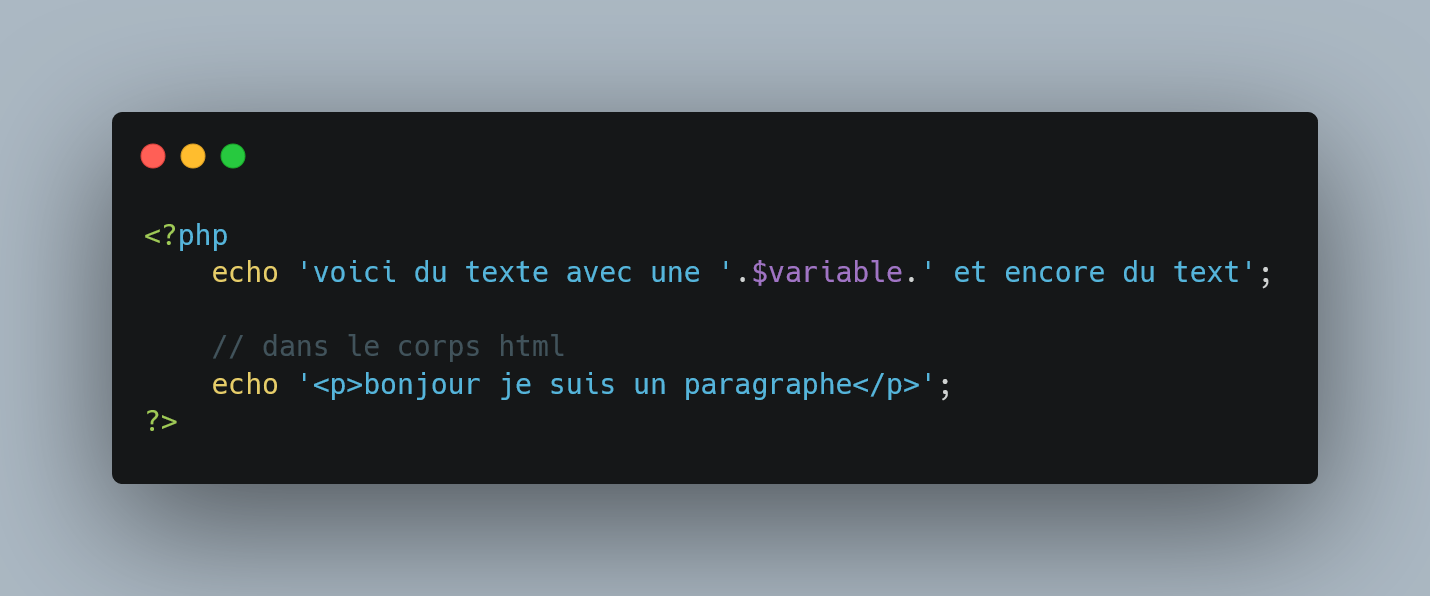 <?php
    echo 'voici du texte avec une '.$variable.' et encore du text';
    // dans le corps html
    echo '<p>bonjour je suis un paragraphe</p>';
?>